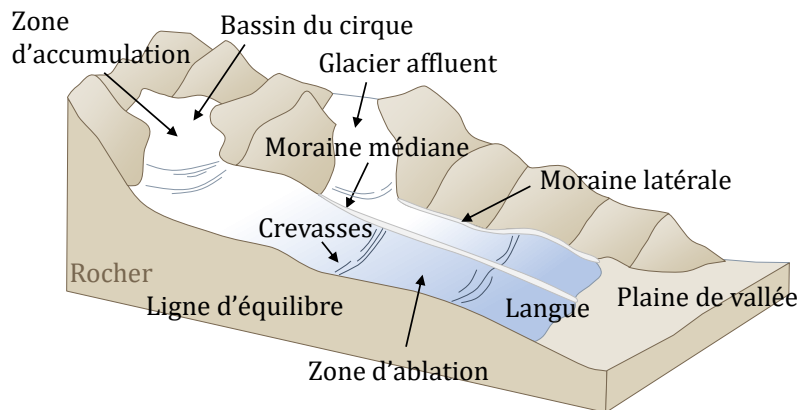 Zone
d’accumulation
Bassin du cirque
Glacier affluent
Moraine médiane
Moraine latérale
Crevasses
Rocher
Ligne d’équilibre
Langue
Plaine de vallée
Zone d’ablation